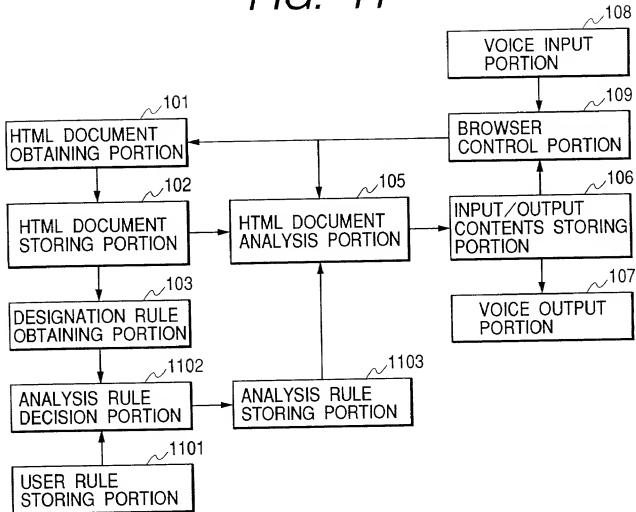 FIG. 11
108
VOICE INPUT
PORTION
109
BROWSER
CONTROL PORTION
101
HTML DOCUMENT
OBTAINING PORTION
102
HTML DOCUMENT
STORING PORTION
105
HTML DOCUMENT
ANALYSIS PORTION
106
INPUT/OUTPUT
CONTENTS STORING
PORTION
107
VOICE OUTPUT
PORTION
103
DESIGNATION RULE
OBTAINING PORTION
1102
ANALYSIS RULE
DECISION PORTION
1103
ANALYSIS RULE
STORING PORTION
1101
USER RULE
STORING PORTION